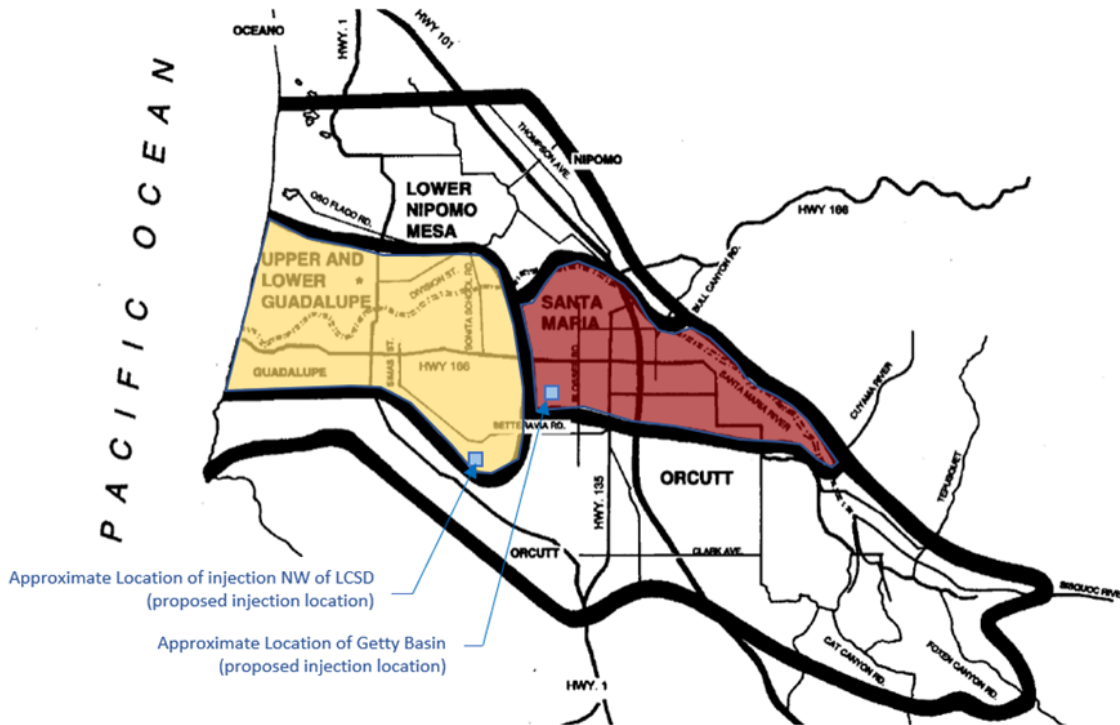 OCEANO
HWY. 1
HWY 101
PACIFIC OCEAN
THOMPSON AVE.
NIPOMO
LOWER
NIPOMO
MESA
OSO FLACO RD.
HWY 166
BULL CANYON RD.
UPPER AND
LOWER
GUADALUPE
DIVISION ST.
BONITA SCHOOL RD.
SANTA
MARIA
BLOSSER RD.
GUADALUPE
SIMAS ST.
HWY 166
SANTA MARIA RIVER
CUYAMA RIVER
TEPUSQUET
BETTERAVIA RD.
HWY. 135
ORCUTT
ORCUTT
CLARK AVE.
SISQUOC RIVER
Approximate Location of injection NW of LCSD
(proposed injection location)
Approximate Location of Getty Basin
(proposed injection location)
CAT CANYON RD.
FOXEN CANYON RD.
HWY. 1